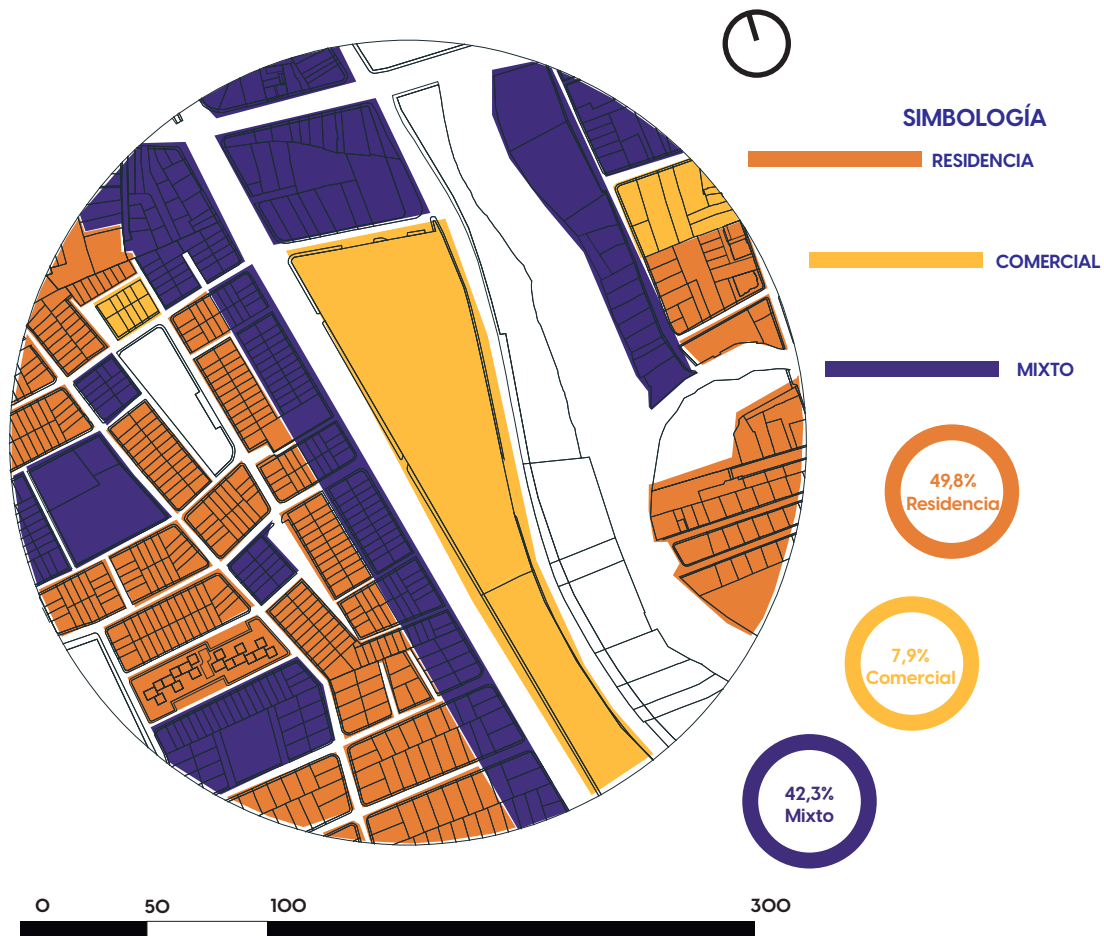 SIMBOLOGÍA
RESIDENCIA
COMERCIAL
MIXTO
49,8%
Residencia
7,9%
Comercial
42,3%
Mixto
0 50 100 300